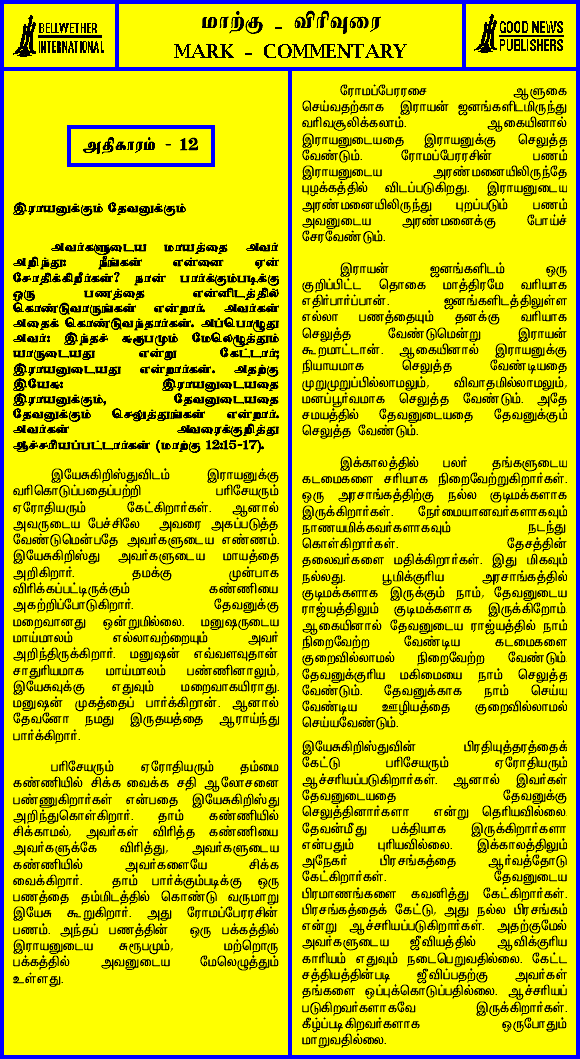 BELLWETHER
INTERNATIONAL
மாற்கு - விரிவுரை
MARK - COMMENTARY
GOOD NEWS
PUBLISHERS
அதிகாரம் - 12
இராயனுக்கும் தேவனுக்கும்
அவர்களுடைய மாயத்தை அவர்
அறிந்து: நீங்கள் என்னை ஏன்
சோதிக்கிறீர்கள்? நான் பார்க்கும்படிக்கு
ஒரு பணத்தை என்னிடத்தில்
கொண்டுவாருங்கள் என்றார். அவர்கள்
அதைக் கொண்டுவந்தார்கள். அப்பொழுது
அவர்: இந்தச் சுரூபமும் மேலெழுத்தும்
யாருடையது என்று கேட்டார்;
இராயனுடையது என்றார்கள். அதற்கு
இயேசு: இராயனுடையதை
இராயனுக்கும், தேவனுடையதை
தேவனுக்கும் செலுத்துங்கள் என்றார்.
அவர்கள் அவரைக்குறித்து
ஆச்சரியப்பட்டார்கள் (மாற்கு 12:15-17).
இயேசுகிறிஸ்துவிடம் இராயனுக்கு
வரிகொடுப்பதைப்பற்றி பரிசேயரும்
ஏரோதியரும் கேட்கிறார்கள். ஆனால்
அவருடைய பேச்சிலே அவரை அகப்படுத்த
வேண்டுமென்பதே அவர்களுடைய எண்ணம்.
இயேசுகிறிஸ்து அவர்களுடைய மாயத்தை
அறிகிறார். தமக்கு முன்பாக
விரிக்கப்பட்டிருக்கும் கண்ணியை
அகற்றிப்போடுகிறார். தேவனுக்கு
மறைவானது ஒன்றுமில்லை. மனுஷருடைய
மாய்மாலம் எல்லாவற்றையும் அவர்
அறிந்திருக்கிறார். மனுஷன் எவ்வளவுதான்
சாதுரியமாக மாய்மாலம் பண்ணினாலும்,
இயேசுவுக்கு எதுவும் மறைவாகயிராது.
மனுஷன் முகத்தைப் பார்க்கிறான். ஆனால்
தேவனோ நமது இருதயத்தை ஆராய்ந்து
பார்க்கிறார்.
பரிசேயரும் ஏரோதியரும் தம்மை
கண்ணியில் சிக்க வைக்க சதி ஆலோசனை
பண்ணுகிறார்கள் என்பதை இயேசுகிறிஸ்து
அறிந்துகொள்கிறார். தாம் கண்ணியில்
சிக்காமல், அவர்கள் விரித்த கண்ணியை
அவர்களுக்கே விரித்து, அவர்களுடைய
கண்ணியில் அவர்களையே சிக்க
வைக்கிறார். தாம் பார்க்கும்படிக்கு ஒரு
பணத்தை தம்மிடத்தில் கொண்டு வருமாறு
இயேசு கூறுகிறார். அது ரோமப்பேரரசின்
பணம். அந்தப் பணத்தின் ஒரு பக்கத்தில்
இராயனுடைய சுரூபமும், மற்றொரு
பக்கத்தில் அவனுடைய மேலெழுத்தும்
உள்ளது.
ரோமப்பேரரசை ஆளுகை
செய்வதற்காக இராயன் ஜனங்களிடமிருந்து
வரிவசூலிக்கலாம். ஆகையினால்
இராயனுடையதை இராயனுக்கு செலுத்த
வேண்டும். ரோமப்பேரரசின் பணம்
இராயனுடைய அரண்மனையிலிருந்தே
புழக்கத்தில் விடப்படுகிறது. இராயனுடைய
அரண்மனையிலிருந்து புறப்படும் பணம்
அவனுடைய அரண்மனைக்கு போய்ச்
சேரவேண்டும்.
இராயன் ஜனங்களிடம் ஒரு
குறிப்பிட்ட தொகை மாத்திரமே வரியாக
எதிர்பார்ப்பான். ஜனங்களிடத்திலுள்ள
எல்லா பணத்தையும் தனக்கு வரியாக
செலுத்த வேண்டுமென்று இராயன்
கூறமாட்டான். ஆகையினால் இராயனுக்கு
நியாயமாக செலுத்த வேண்டியதை
முறுமுறுப்பில்லாமலும், விவாதமில்லாமலும்,
மனப்பூர்வமாக செலுத்த வேண்டும். அதே
சமயத்தில் தேவனுடையதை தேவனுக்கும்
செலுத்த வேண்டும்.
இக்காலத்தில் பலர் தங்களுடைய
கடமைகளை சரியாக நிறைவேற்றுகிறார்கள்.
ஒரு அரசாங்கத்திற்கு நல்ல குடிமக்களாக
இருக்கிறார்கள். நேர்மையானவர்களாகவும்
நாணயமிக்கவர்களாகவும் நடந்து
கொள்கிறார்கள். தேசத்தின்
தலைவர்களை மதிக்கிறார்கள். இது மிகவும்
நல்லது. பூமிக்குரிய அரசாங்கத்தில்
குடிமக்களாக இருக்கும் நாம், தேவனுடைய
ராஜ்யத்திலும் குடிமக்களாக இருக்கிறோம்.
ஆகையினால் தேவனுடைய ராஜ்யத்தில் நாம்
நிறைவேற்ற வேண்டிய கடமைகளை
குறைவில்லாமல் நிறைவேற்ற வேண்டும்.
தேவனுக்குரிய மகிமையை நாம் செலுத்த
வேண்டும். தேவனுக்காக நாம் செய்ய
வேண்டிய ஊழியத்தை குறைவில்லாமல்
செய்யவேண்டும்.
இயேசுகிறிஸ்துவின் பிரதியுத்தரத்தைக்
கேட்டு பரிசேயரும் ஏரோதியரும்
ஆச்சரியப்படுகிறார்கள். ஆனால் இவர்கள்
தேவனுடையதை தேவனுக்கு
செலுத்தினார்களா என்று தெரியவில்லை.
தேவன்மீது பக்தியாக இருக்கிறார்களா
என்பதும் புரியவில்லை. இக்காலத்திலும்
அநேகர் பிரசங்கத்தை ஆர்வத்தோடு
கேட்கிறார்கள். தேவனுடைய
பிரமாணங்களை கவனித்து கேட்கிறார்கள்.
பிரசங்கத்தைக் கேட்டு, அது நல்ல பிரசங்கம்
என்று ஆச்சரியப்படுகிறார்கள். அதற்குமேல்
அவர்களுடைய ஜீவியத்தில் ஆவிக்குரிய
காரியம் எதுவும் நடைபெறுவதில்லை. கேட்ட
சத்தியத்தின்படி ஜீவிப்பதற்கு அவர்கள்
தங்களை ஒப்புக்கொடுப்பதில்லை. ஆச்சரியப்
படுகிறவர்களாகவே இருக்கிறார்கள்.
கீழ்ப்படிகிறவர்களாக ஒருபோதும்
மாறுவதில்லை.